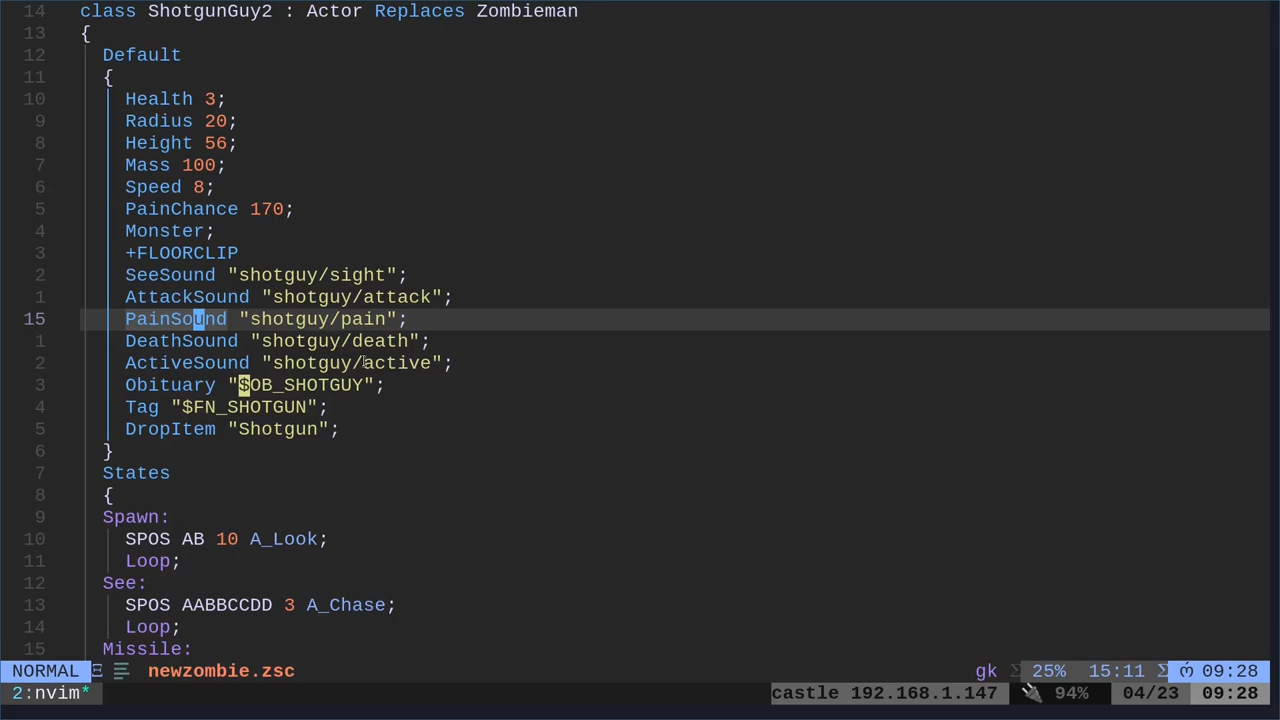 14 class ShotgunGuy2 : Actor Replaces Zombieman
13 {
12 Default
11 {
10 Health 3;
9 Radius 20;
8 Height 56;
7 Mass 100;
6 Speed 8;
5 PainChance 170;
4 Monster;
3 +FLOORCLIP
2 SeeSound "shotguy/sight";
1 AttackSound "shotguy/attack";
15 PainSound "shotguy/pain";
1 DeathSound "shotguy/death";
2 ActiveSound "shotguy/active";
3 Obituary "$OB_SHOTGUY";
4 Tag "$FN_SHOTGUN";
5 DropItem "Shotgun";
6 }
7 States
8 {
9 Spawn:
10 SPOS AB 10 A_Look;
11 Loop;
12 See:
13 SPOS AABBCCDD 3 A_Chase;
14 Loop;
15 Missile:
NORMAL newzombie.zsc gk 25% 15:11 09:28
2:nvim* castle 192.168.1.147 94% 04/23 09:28